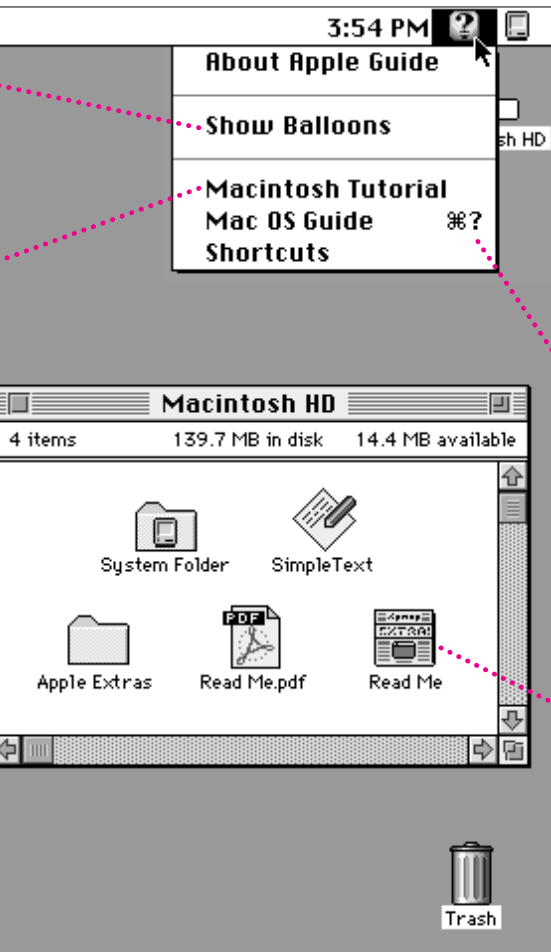 3:54 PM
About Apple Guide
Show Balloons
sh HD
Macintosh Tutorial
Mac OS Guide ⌘?
Shortcuts
Macintosh HD
4 items 139.7 MB in disk 14.4 MB available
System Folder SimpleText
PDF
EXTRA!
Apple Extras Read Me.pdf Read Me
Trash